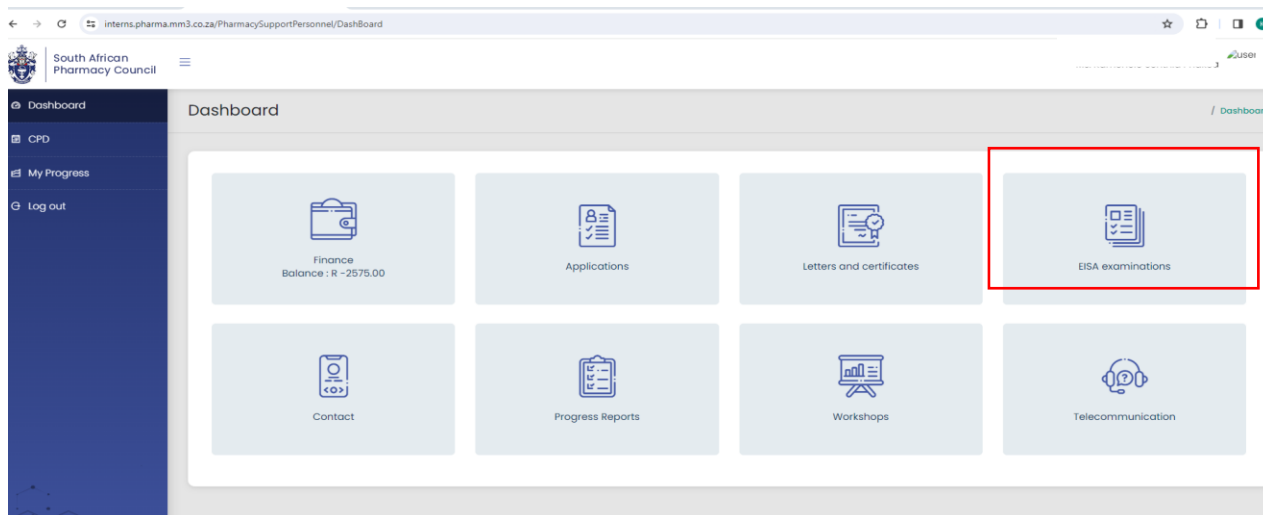 interns.pharma.mm3.co.za/PharmacySupportPersonnel/DashBoard
South African
Pharmacy Council
user
Dashboard
CPD
My Progress
Log out
Dashboard
/ Dashboar
Finance
Balance : R -2575.00
Applications
Letters and certificates
EISA examinations
Contact
Progress Reports
Workshops
Telecommunication